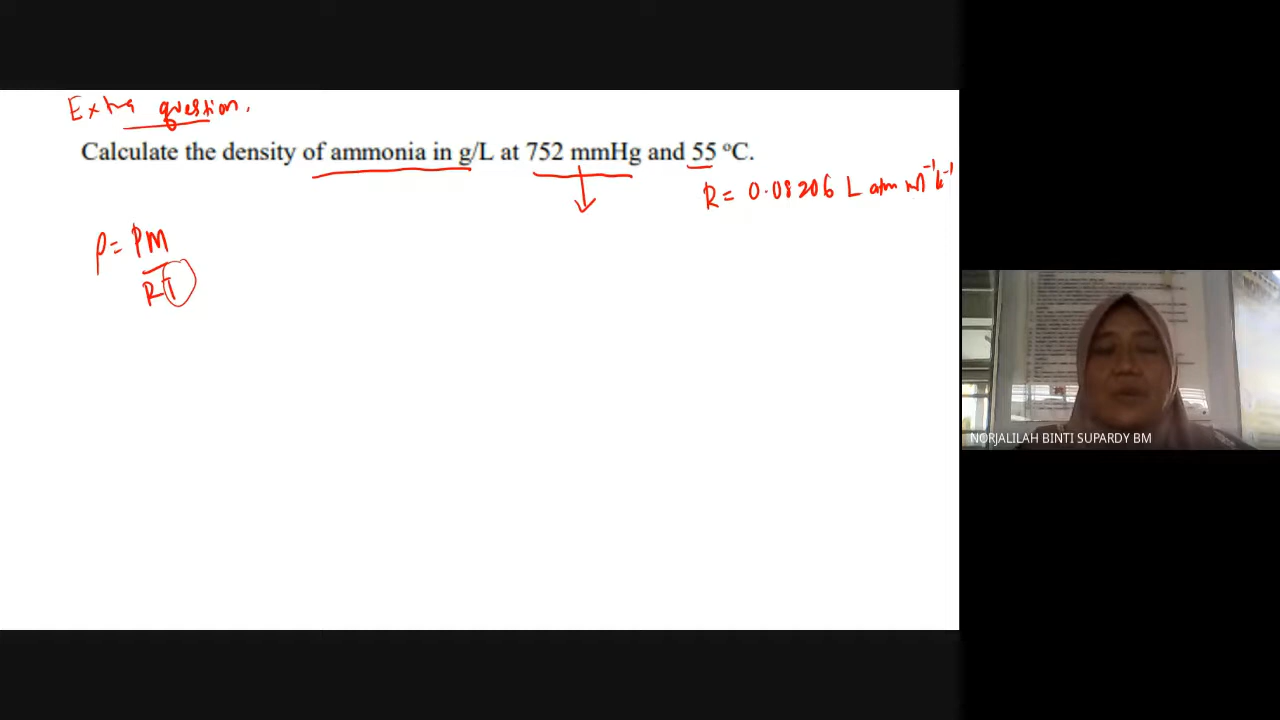 Extra question.
Calculate the density of ammonia in g/L at 752 mmHg and 55 °C.
R = 0.08206 L atm mol⁻¹ K⁻¹
ρ = PM
RT
NORJALILAH BINTI SUPARDY BM